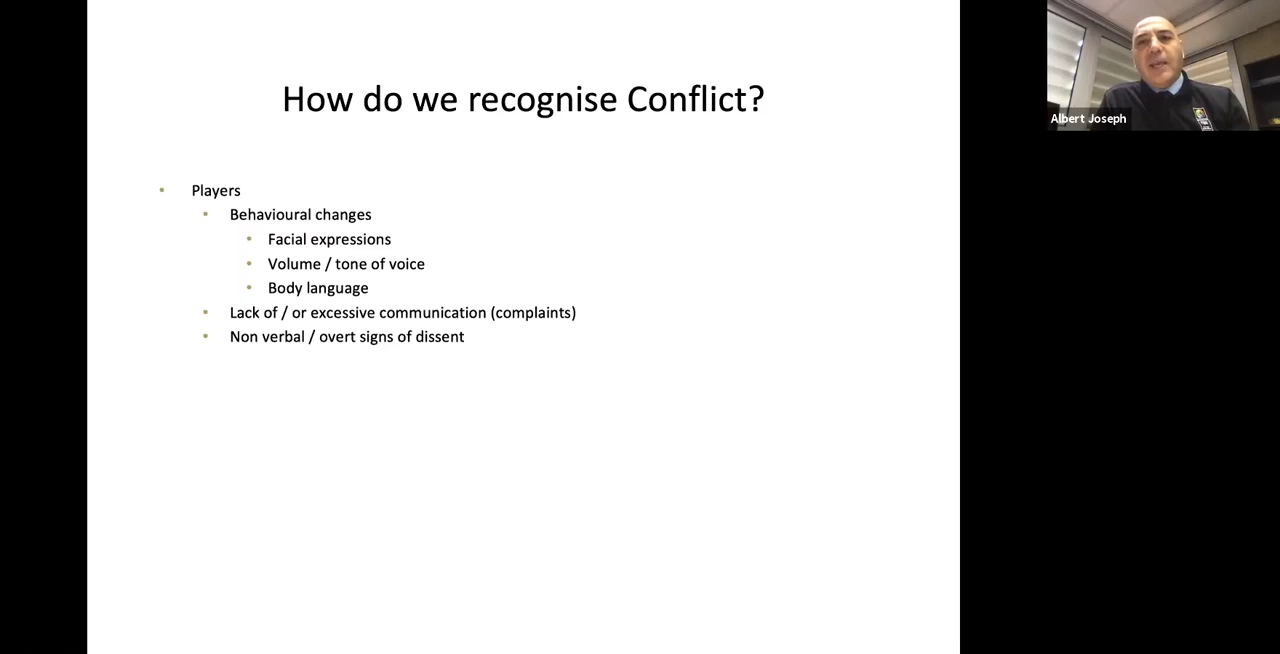 How do we recognise Conflict?
Albert Joseph
• Players
• Behavioural changes
• Facial expressions
• Volume / tone of voice
• Body language
• Lack of / or excessive communication (complaints)
• Non verbal / overt signs of dissent